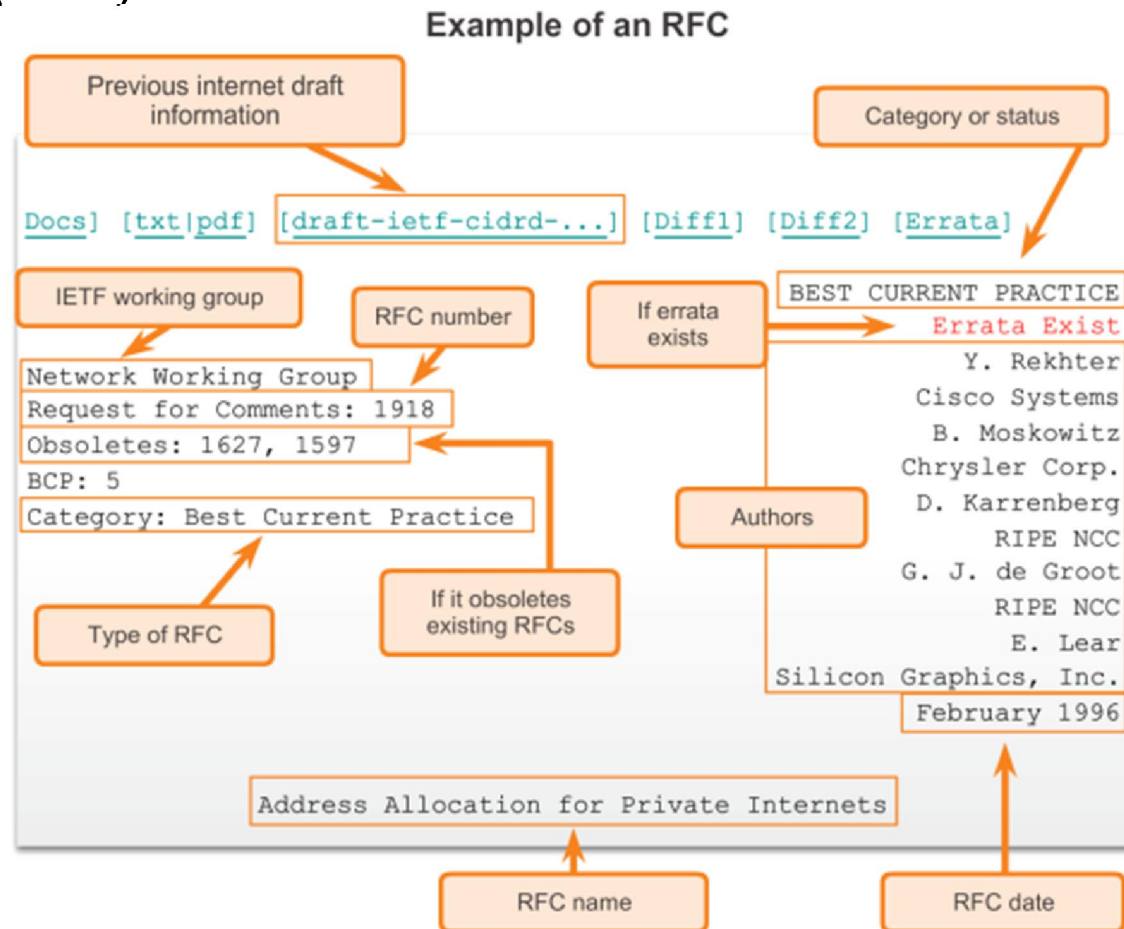 Example of an RFC
Previous internet draft
information
Category or status
Docs] [txt|pdf] [draft-ietf-cidrd-...] [Diff1] [Diff2] [Errata]
IETF working group
RFC number
If errata
exists
BEST CURRENT PRACTICE
Errata Exist
Network Working Group
Request for Comments: 1918
Obsoletes: 1627, 1597
BCP: 5
Category: Best Current Practice
Y. Rekhter
Cisco Systems
B. Moskowitz
Chrysler Corp.
D. Karrenberg
RIPE NCC
G. J. de Groot
RIPE NCC
E. Lear
Silicon Graphics, Inc.
February 1996
Authors
Type of RFC
If it obsoletes
existing RFCs
Address Allocation for Private Internets
RFC name
RFC date